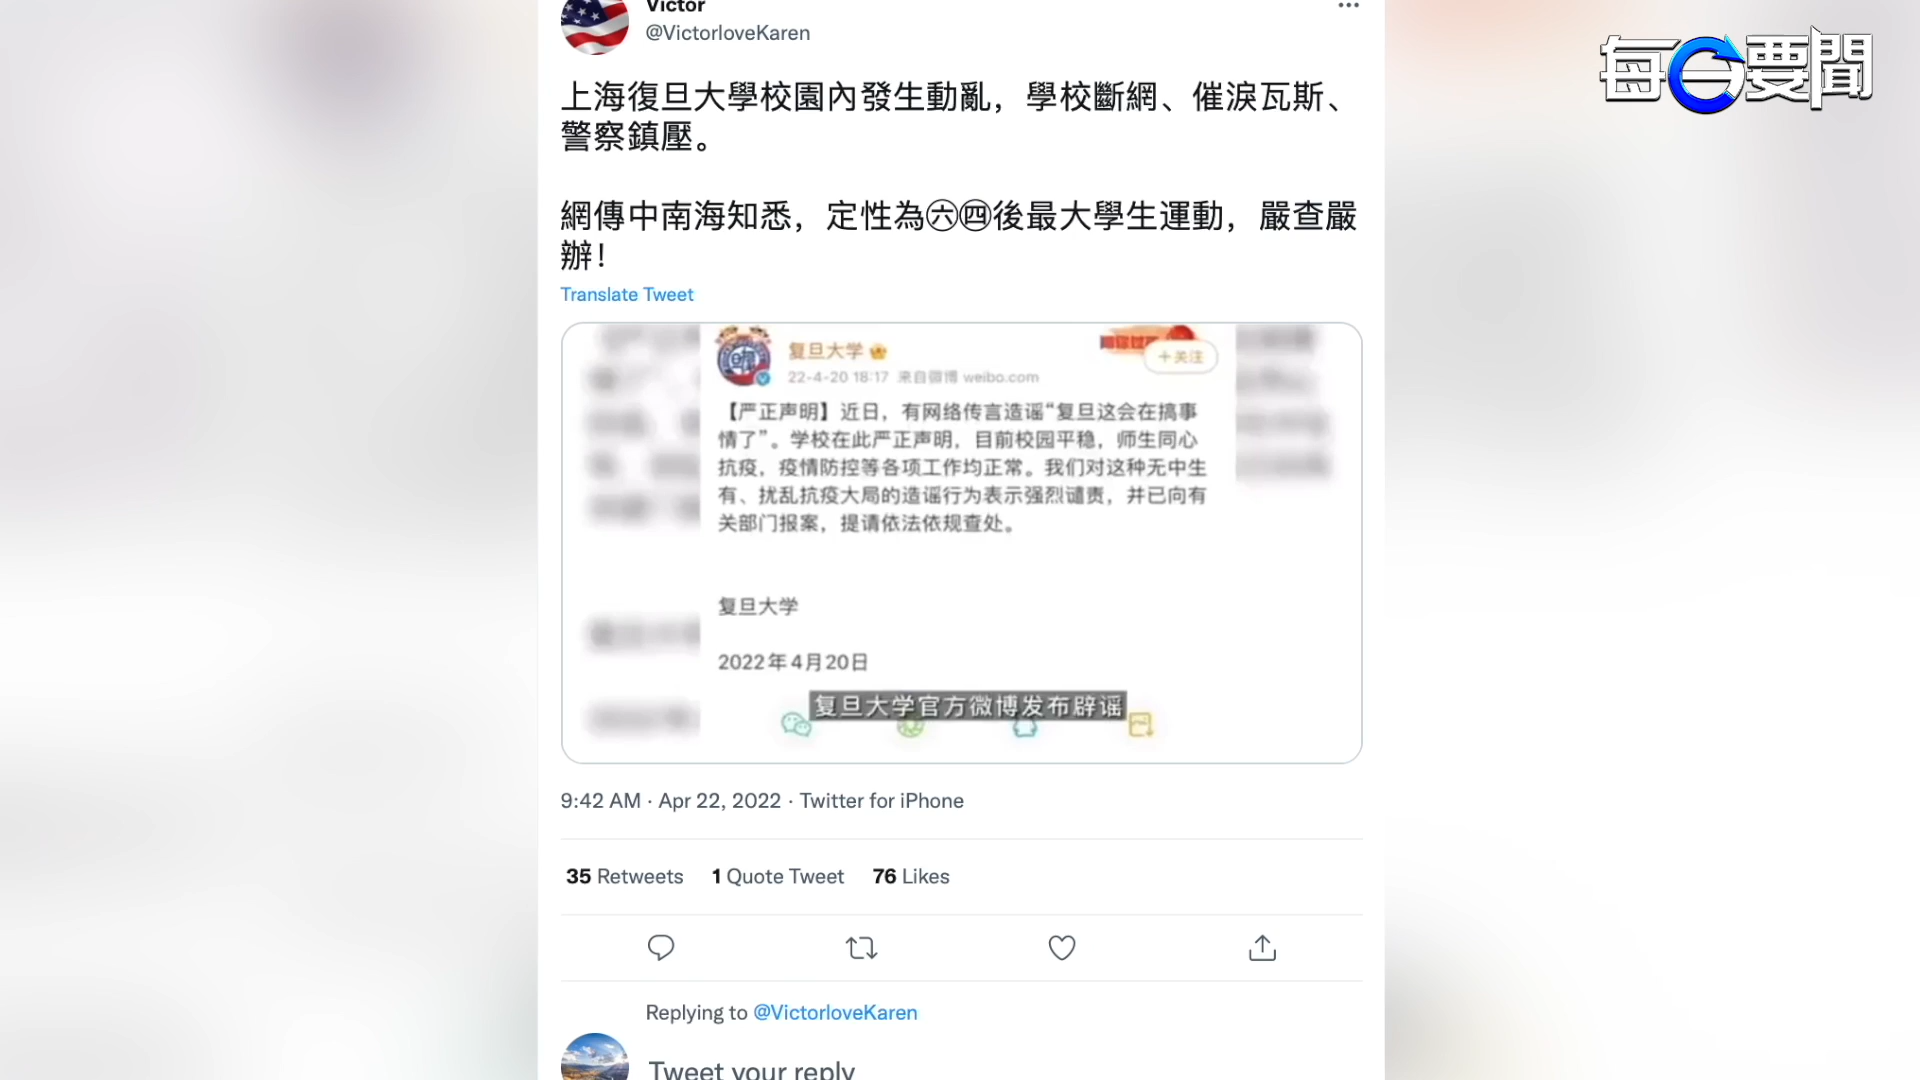 Victor
@VictorloveKaren
每日要聞
上海復旦大學校園內發生動亂，學校斷網、催淚瓦斯、
警察鎮壓。
網傳中南海知悉，定性為㊅㊃後最大學生運動，嚴查嚴
辦！
Translate Tweet
复旦大学
+关注
22-4-20 18:17 来自微博 weibo.com
【严正声明】近日，有网络传言造谣“复旦这会在搞事
情了”。学校在此严正声明，目前校园平稳，师生同心
抗疫，疫情防控等各项工作均正常。我们对这种无中生
有、扰乱抗疫大局的造谣行为表示强烈谴责，并已向有
关部门报案，提请依法依规查处。
复旦大学
2022年4月20日
复旦大学官方微博发布辟谣
9:42 AM · Apr 22, 2022 · Twitter for iPhone
35 Retweets 1 Quote Tweet 76 Likes
Replying to @VictorloveKaren
Tweet your reply